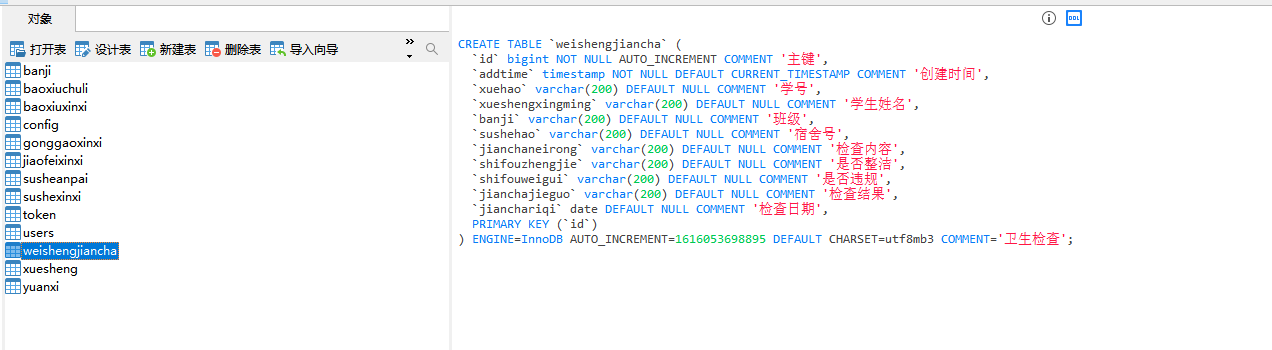 对象
打开表 设计表 新建表 删除表 导入向导 »
banji
baoxiuchuli
baoxiuxinxi
config
gonggaoxinxi
jiaofeixinxi
susheanpai
sushexinxi
token
users
weishengjiancha
xuesheng
yuanxi
DDL
CREATE TABLE `weishengjiancha` (
`id` bigint NOT NULL AUTO_INCREMENT COMMENT '主键',
`addtime` timestamp NOT NULL DEFAULT CURRENT_TIMESTAMP COMMENT '创建时间',
`xuehao` varchar(200) DEFAULT NULL COMMENT '学号',
`xueshengxingming` varchar(200) DEFAULT NULL COMMENT '学生姓名',
`banji` varchar(200) DEFAULT NULL COMMENT '班级',
`sushehao` varchar(200) DEFAULT NULL COMMENT '宿舍号',
`jianchaneirong` varchar(200) DEFAULT NULL COMMENT '检查内容',
`shifouzhengjie` varchar(200) DEFAULT NULL COMMENT '是否整洁',
`shifouweigui` varchar(200) DEFAULT NULL COMMENT '是否违规',
`jianchajieguo` varchar(200) DEFAULT NULL COMMENT '检查结果',
`jianchariqi` date DEFAULT NULL COMMENT '检查日期',
PRIMARY KEY (`id`)
) ENGINE=InnoDB AUTO_INCREMENT=1616053698895 DEFAULT CHARSET=utf8mb3 COMMENT='卫生检查';